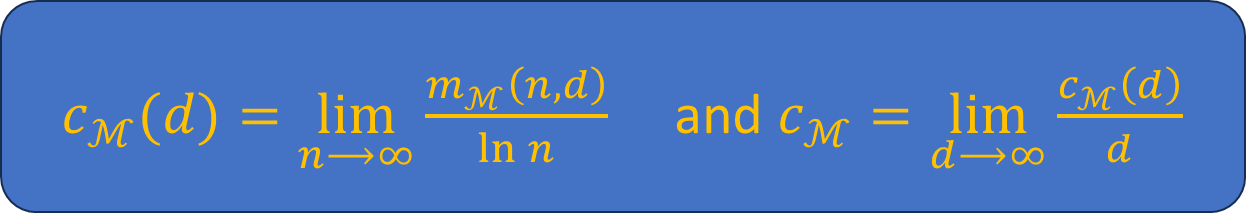 c_ℳ(d) = lim_{n⟶∞} m_ℳ(n,d)/ln n and c_ℳ = lim_{d⟶∞} c_ℳ(d)/d